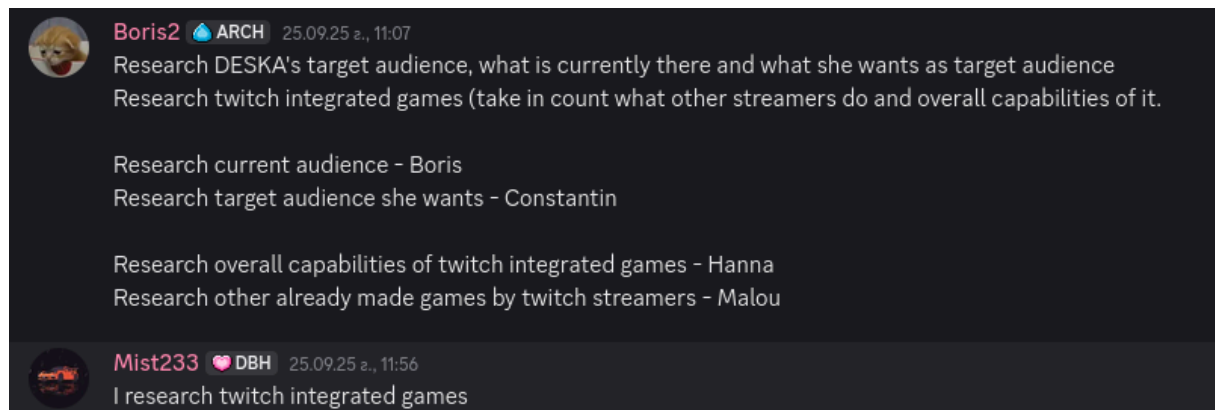 Boris2 ARCH 25.09.25 г., 11:07
Research DESKA's target audience, what is currently there and what she wants as target audience
Research twitch integrated games (take in count what other streamers do and overall capabilities of it.
Research current audience - Boris
Research target audience she wants - Constantin
Research overall capabilities of twitch integrated games - Hanna
Research other already made games by twitch streamers - Malou
Mist233 DBH 25.09.25 г., 11:56
I research twitch integrated games